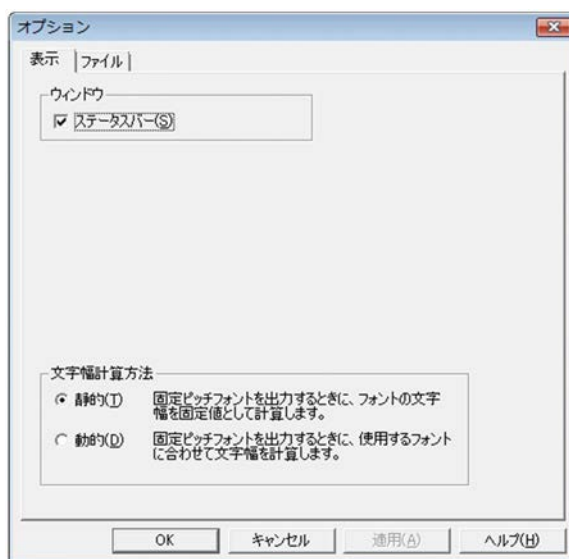 オプション
表示 ファイル
ウィンドウ
ステータスバー(S)
文字幅計算方法
静的(T) 固定ピッチフォントを出力するときに、フォントの文字
幅を固定値として計算します。
動的(D) 固定ピッチフォントを出力するときに、使用するフォント
に合わせて文字幅を計算します。
OK キャンセル 適用(A) ヘルプ(H)